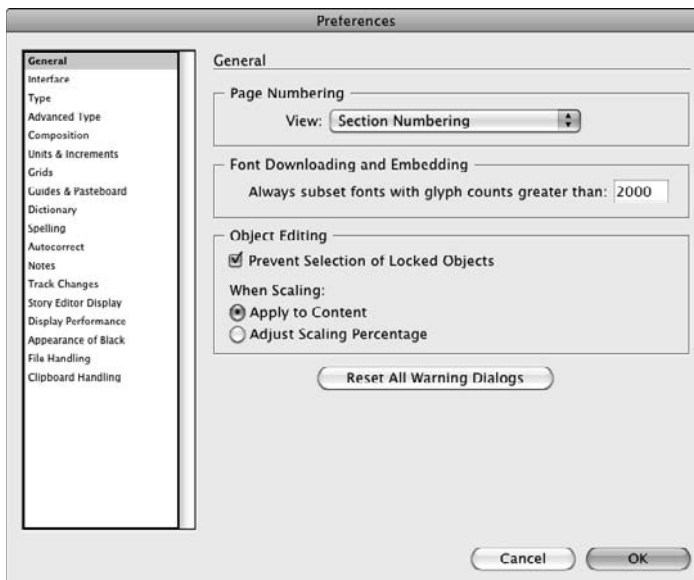 Preferences
General
Interface
Type
Advanced Type
Composition
Units & Increments
Grids
Guides & Pasteboard
Dictionary
Spelling
Autocorrect
Notes
Track Changes
Story Editor Display
Display Performance
Appearance of Black
File Handling
Clipboard Handling
General
Page Numbering
View: Section Numbering
Font Downloading and Embedding
Always subset fonts with glyph counts greater than: 2000
Object Editing
Prevent Selection of Locked Objects
When Scaling:
Apply to Content
Adjust Scaling Percentage
Reset All Warning Dialogs
Cancel OK